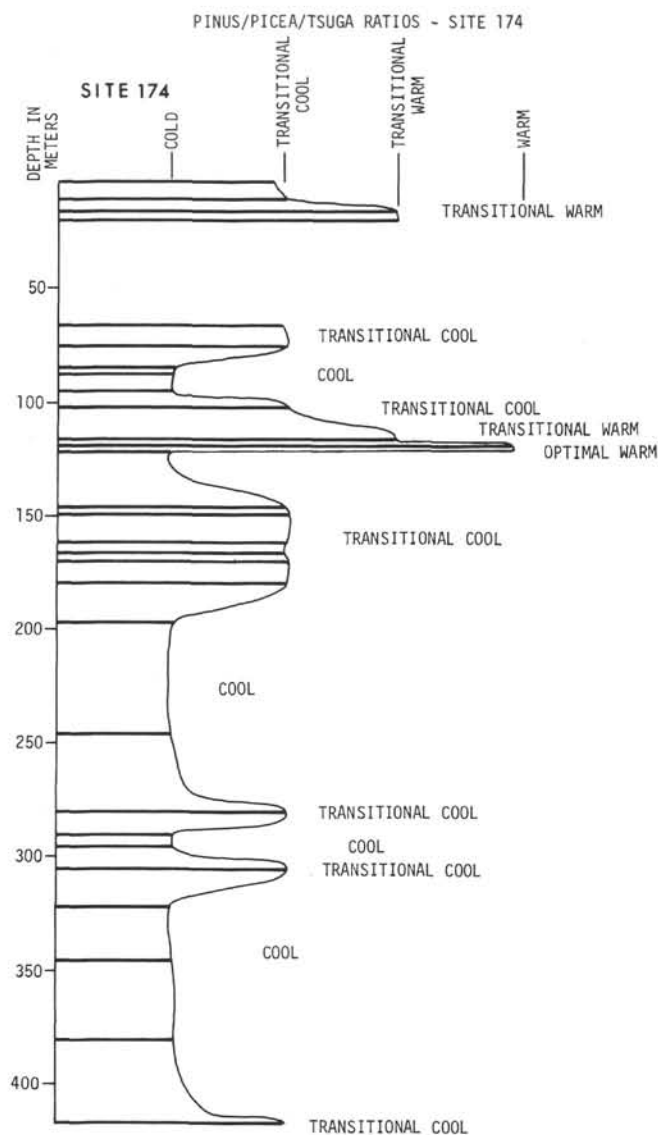 PINUS/PICEA/TSUGA RATIOS - SITE 174
SITE 174
DEPTH IN
METERS
COLD
TRANSITIONAL
COOL
TRANSITIONAL
WARM
WARM
TRANSITIONAL WARM
50
TRANSITIONAL COOL
COOL
100
TRANSITIONAL COOL
TRANSITIONAL WARM
OPTIMAL WARM
150
TRANSITIONAL COOL
200
COOL
250
TRANSITIONAL COOL
300
COOL
TRANSITIONAL COOL
COOL
350
400
TRANSITIONAL COOL